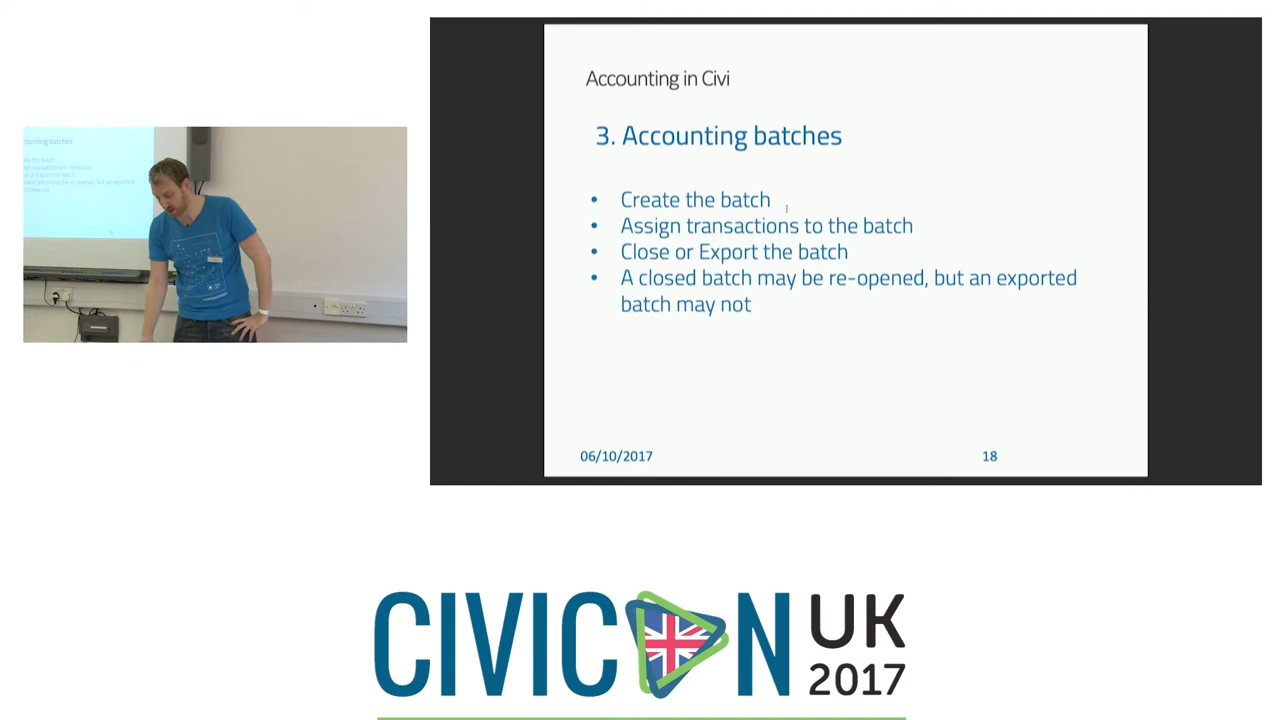 Accounting in Civi
3. Accounting batches
• Create the batch
• Assign transactions to the batch
• Close or Export the batch
• A closed batch may be re-opened, but an exported
batch may not
06/10/2017
18
CIVICON UK
2017